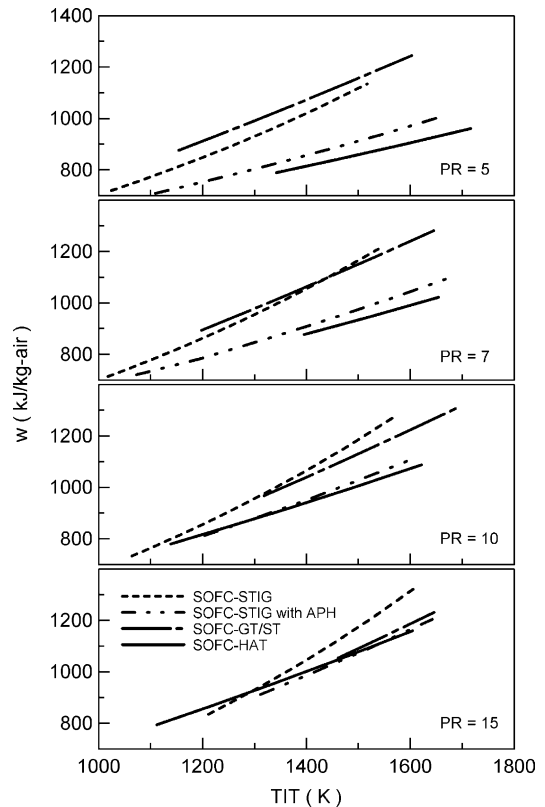 1400
1200
1000
800
PR = 5
1200
1000
800
PR = 7
1200
1000
800
PR = 10
SOFC-STIG
SOFC-STIG with APH
SOFC-GT/ST
SOFC-HAT
1200
1000
800
PR = 15
1000 1200 1400 1600 1800
TIT ( K )
w ( kJ/kg-air )